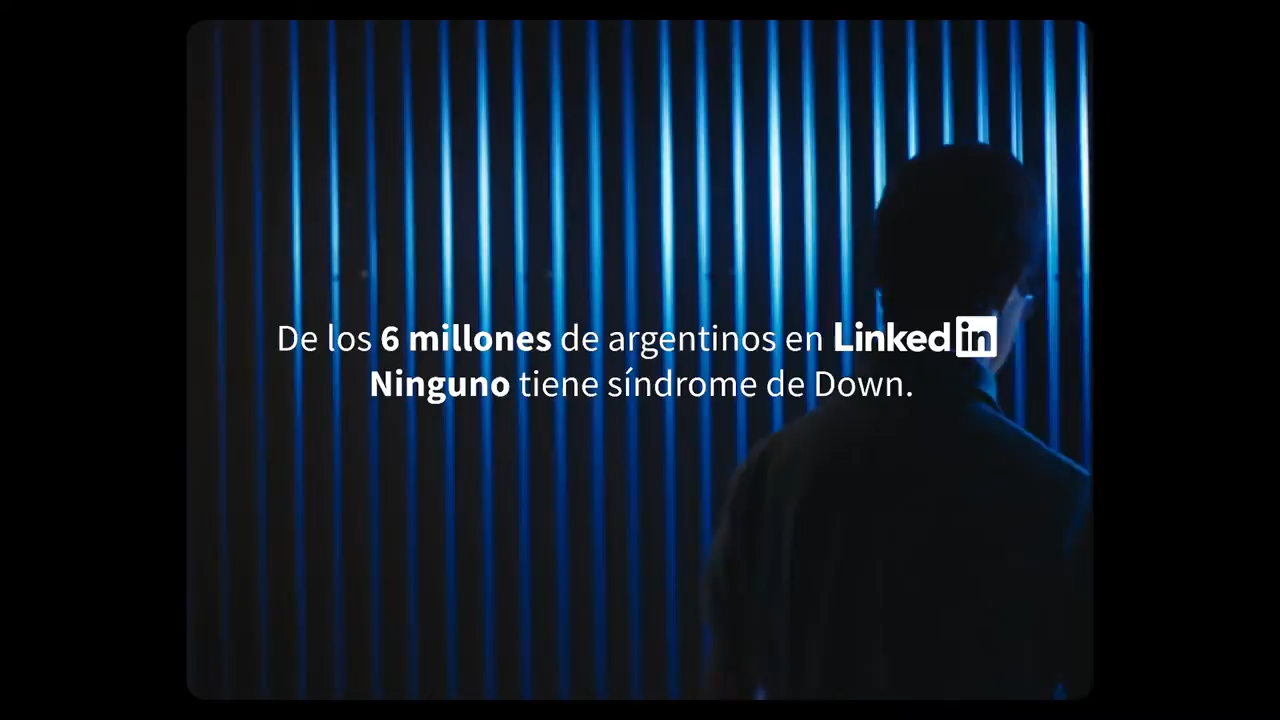 De los 6 millones de argentinos en LinkedIn
Ninguno tiene síndrome de Down.